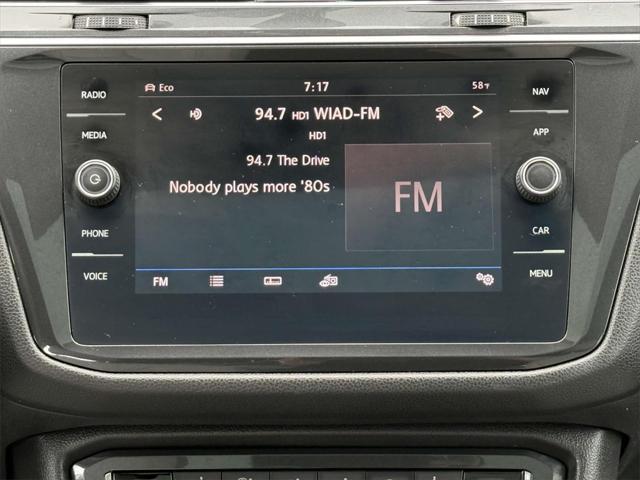 Eco 7:17 58°F
RADIO
NAV
94.7 HD1 WIAD-FM
HD1
MEDIA
APP
94.7 The Drive
Nobody plays more '80s
FM
PHONE
CAR
VOICE
MENU
FM